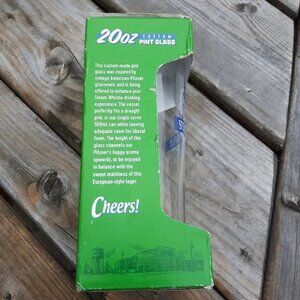 20oz CUSTOM
PINT GLASS
This custom-made pint
glass was inspired by
vintage American-Pilsner
glassware, and is being
offered to enhance your
Steam Whistle drinking
experience. The vessel
perfectly fits a draught
pint, or our single serve
500ml can while leaving
adequate room for liberal
foam. The height of this
glass channels our
Pilsner's hoppy aroma
upwards, to be enjoyed
in balance with the
sweet maltiness of this
European-style lager.
Cheers!